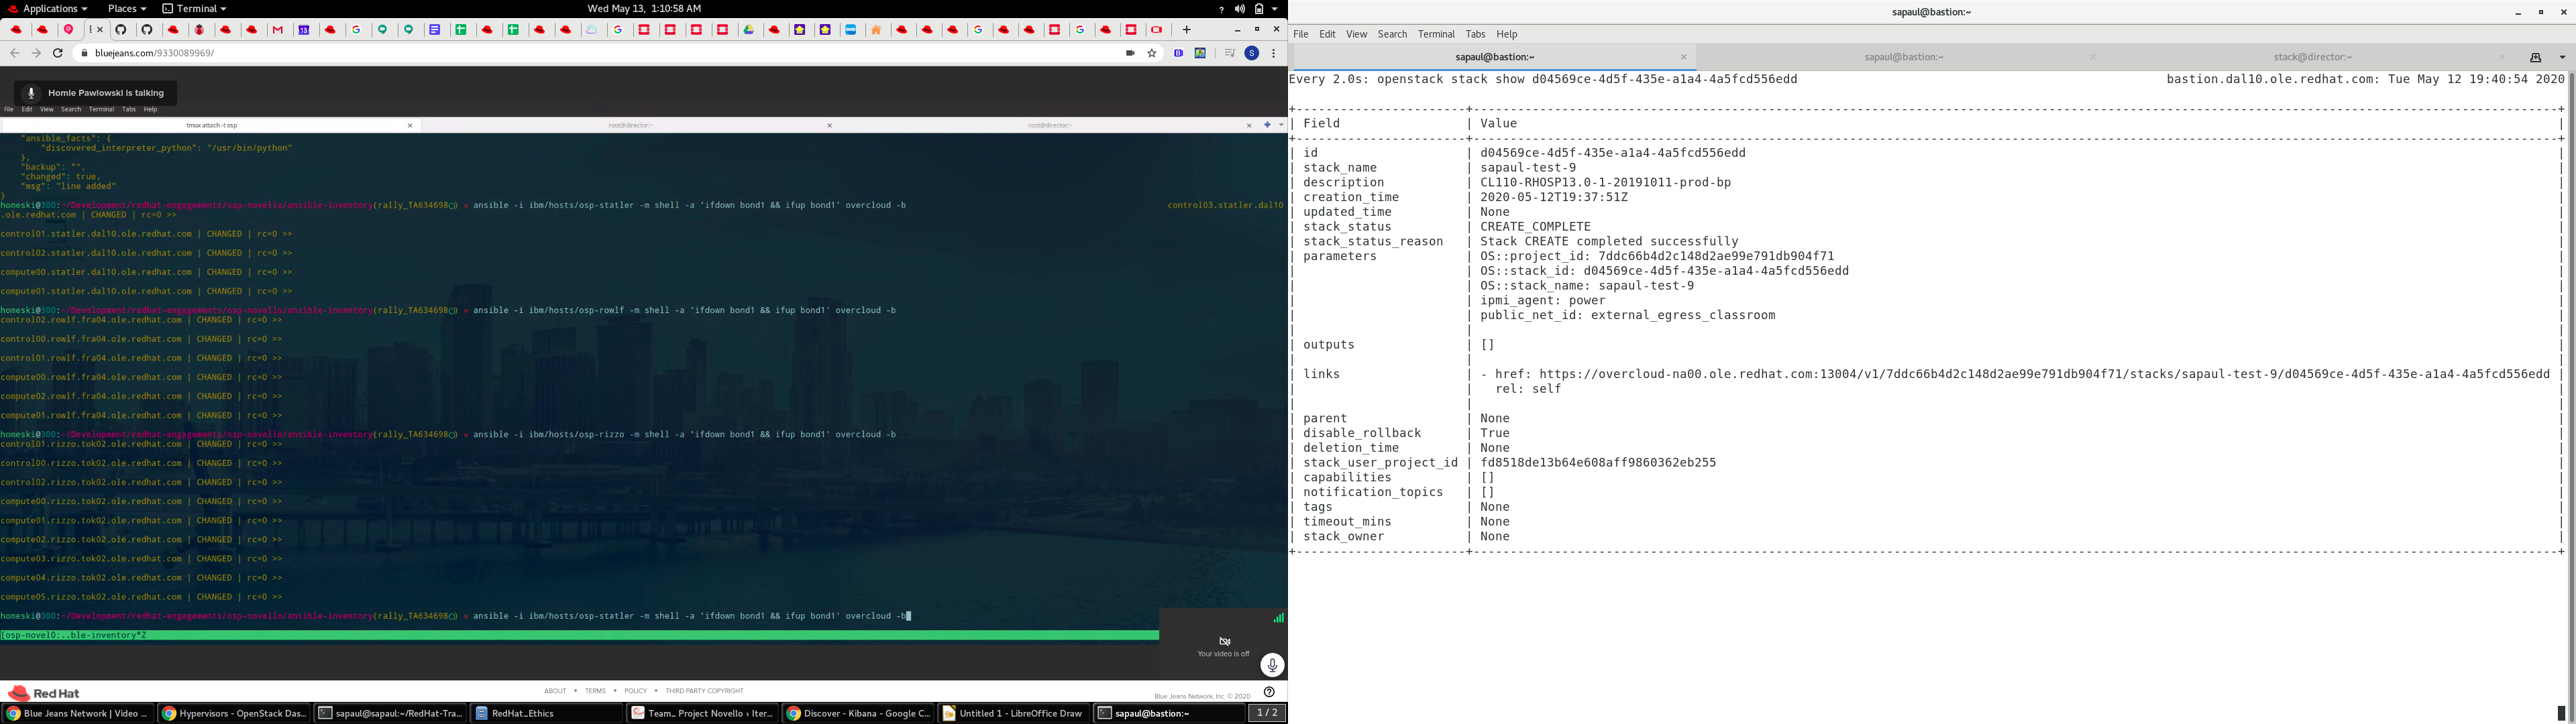 Applications Places Terminal Wed May 13, 1:10:58 AM
bluejeans.com/9330089969/
Homie Pawlowski is talking
File Edit View Search Terminal Tabs Help
tmux attach -t osp root@director:~ root@director:~
"ansible_facts": {
"discovered_interpreter_python": "/usr/bin/python"
},
"backup": "",
"changed": true,
"msg": "line added"
}
homeski@300:~/Development/redhat-engagements/osp-novello/ansible-inventory(rally_TA634698○) » ansible -i ibm/hosts/osp-statler -m shell -a 'ifdown bond1 && ifup bond1' overcloud -b control03.statler.dal10
.ole.redhat.com | CHANGED | rc=0 >>
control01.statler.dal10.ole.redhat.com | CHANGED | rc=0 >>
control02.statler.dal10.ole.redhat.com | CHANGED | rc=0 >>
compute00.statler.dal10.ole.redhat.com | CHANGED | rc=0 >>
compute01.statler.dal10.ole.redhat.com | CHANGED | rc=0 >>
homeski@300:~/Development/redhat-engagements/osp-novello/ansible-inventory(rally_TA634698○) » ansible -i ibm/hosts/osp-rowlf -m shell -a 'ifdown bond1 && ifup bond1' overcloud -b
control02.rowlf.fra04.ole.redhat.com | CHANGED | rc=0 >>
control00.rowlf.fra04.ole.redhat.com | CHANGED | rc=0 >>
control01.rowlf.fra04.ole.redhat.com | CHANGED | rc=0 >>
compute00.rowlf.fra04.ole.redhat.com | CHANGED | rc=0 >>
compute02.rowlf.fra04.ole.redhat.com | CHANGED | rc=0 >>
compute01.rowlf.fra04.ole.redhat.com | CHANGED | rc=0 >>
homeski@300:~/Development/redhat-engagements/osp-novello/ansible-inventory(rally_TA634698○) » ansible -i ibm/hosts/osp-rizzo -m shell -a 'ifdown bond1 && ifup bond1' overcloud -b
control01.rizzo.tok02.ole.redhat.com | CHANGED | rc=0 >>
control00.rizzo.tok02.ole.redhat.com | CHANGED | rc=0 >>
control02.rizzo.tok02.ole.redhat.com | CHANGED | rc=0 >>
compute00.rizzo.tok02.ole.redhat.com | CHANGED | rc=0 >>
compute01.rizzo.tok02.ole.redhat.com | CHANGED | rc=0 >>
compute02.rizzo.tok02.ole.redhat.com | CHANGED | rc=0 >>
compute03.rizzo.tok02.ole.redhat.com | CHANGED | rc=0 >>
compute04.rizzo.tok02.ole.redhat.com | CHANGED | rc=0 >>
compute05.rizzo.tok02.ole.redhat.com | CHANGED | rc=0 >>
homeski@300:~/Development/redhat-engagements/osp-novello/ansible-inventory(rally_TA634698○) » ansible -i ibm/hosts/osp-statler -m shell -a 'ifdown bond1 && ifup bond1' overcloud -b
[osp-novel0:..ble-inventory*Z
Your video is off
Red Hat
ABOUT • TERMS • POLICY • THIRD PARTY COPYRIGHT
Blue Jeans Network, Inc. © 2020
Blue Jeans Network | Video ... Hypervisors - OpenStack Das... sapaul@sapaul:~/RedHat-Tra... RedHat_Ethics Team_ Project Novello › Iter... Discover - Kibana - Google C... Untitled 1 - LibreOffice Draw sapaul@bastion:~ 1 / 2
sapaul@bastion:~
File Edit View Search Terminal Tabs Help
sapaul@bastion:~ sapaul@bastion:~ stack@director:~
Every 2.0s: openstack stack show d04569ce-4d5f-435e-a1a4-4a5fcd556edd bastion.dal10.ole.redhat.com: Tue May 12 19:40:54 2020
| Field | Value |
| id | d04569ce-4d5f-435e-a1a4-4a5fcd556edd |
| stack_name | sapaul-test-9 |
| description | CL110-RHOSP13.0-1-20191011-prod-bp |
| creation_time | 2020-05-12T19:37:51Z |
| updated_time | None |
| stack_status | CREATE_COMPLETE |
| stack_status_reason | Stack CREATE completed successfully |
| parameters | OS::project_id: 7ddc66b4d2c148d2ae99e791db904f71 |
| | OS::stack_id: d04569ce-4d5f-435e-a1a4-4a5fcd556edd |
| | OS::stack_name: sapaul-test-9 |
| | ipmi_agent: power |
| | public_net_id: external_egress_classroom |
| | |
| outputs | [] |
| | |
| links | - href: https://overcloud-na00.ole.redhat.com:13004/v1/7ddc66b4d2c148d2ae99e791db904f71/stacks/sapaul-test-9/d04569ce-4d5f-435e-a1a4-4a5fcd556edd |
| | rel: self |
| | |
| parent | None |
| disable_rollback | True |
| deletion_time | None |
| stack_user_project_id | fd8518de13b64e608aff9860362eb255 |
| capabilities | [] |
| notification_topics | [] |
| tags | None |
| timeout_mins | None |
| stack_owner | None |